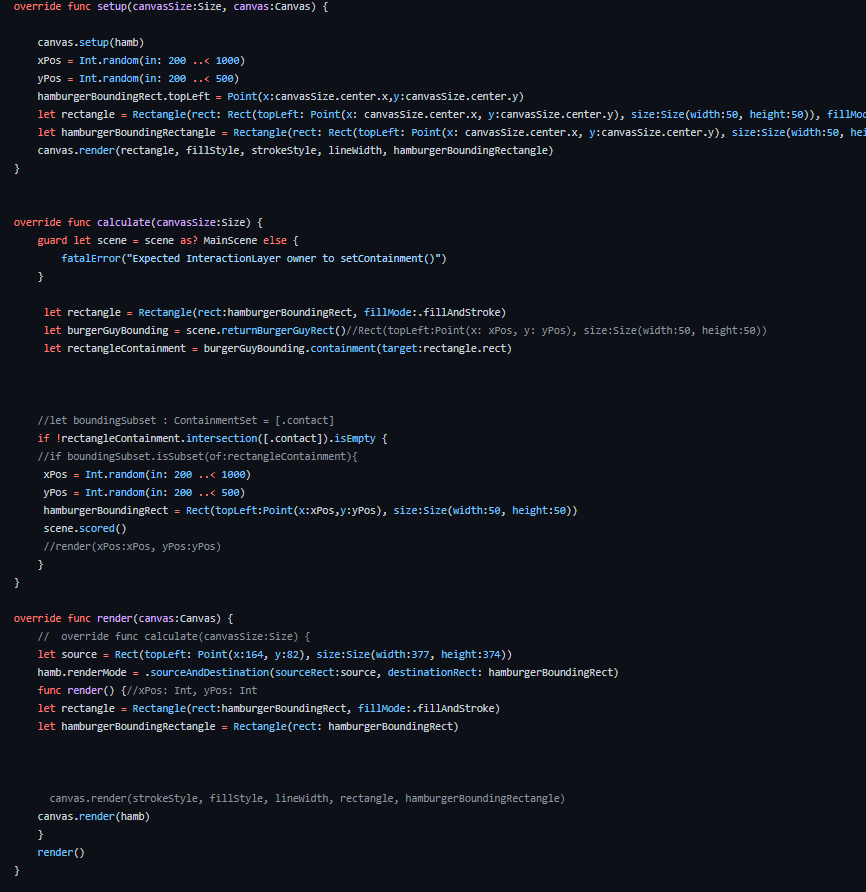 override func setup(canvasSize:Size, canvas:Canvas) {
canvas.setup(hamb)
xPos = Int.random(in: 200 ..< 1000)
yPos = Int.random(in: 200 ..< 500)
hamburgerBoundingRect.topLeft = Point(x:canvasSize.center.x,y:canvasSize.center.y)
let rectangle = Rectangle(rect: Rect(topLeft: Point(x: canvasSize.center.x, y:canvasSize.center.y), size:Size(width:50, height:50)), fillMod
let hamburgerBoundingRectangle = Rectangle(rect: Rect(topLeft: Point(x: canvasSize.center.x, y:canvasSize.center.y), size:Size(width:50, hei
canvas.render(rectangle, fillStyle, strokeStyle, lineWidth, hamburgerBoundingRectangle)
}
override func calculate(canvasSize:Size) {
guard let scene = scene as? MainScene else {
fatalError("Expected InteractionLayer owner to setContainment()")
}
let rectangle = Rectangle(rect:hamburgerBoundingRect, fillMode:.fillAndStroke)
let burgerGuyBounding = scene.returnBurgerGuyRect()//Rect(topLeft:Point(x: xPos, y: yPos), size:Size(width:50, height:50))
let rectangleContainment = burgerGuyBounding.containment(target:rectangle.rect)
//let boundingSubset : ContainmentSet = [.contact]
if !rectangleContainment.intersection([.contact]).isEmpty {
//if boundingSubset.isSubset(of:rectangleContainment){
xPos = Int.random(in: 200 ..< 1000)
yPos = Int.random(in: 200 ..< 500)
hamburgerBoundingRect = Rect(topLeft:Point(x:xPos,y:yPos), size:Size(width:50, height:50))
scene.scored()
//render(xPos:xPos, yPos:yPos)
}
}
override func render(canvas:Canvas) {
//  override func calculate(canvasSize:Size) {
let source = Rect(topLeft: Point(x:164, y:82), size:Size(width:377, height:374))
hamb.renderMode = .sourceAndDestination(sourceRect:source, destinationRect: hamburgerBoundingRect)
func render() {//xPos: Int, yPos: Int
let rectangle = Rectangle(rect:hamburgerBoundingRect, fillMode:.fillAndStroke)
let hamburgerBoundingRectangle = Rectangle(rect: hamburgerBoundingRect)
canvas.render(strokeStyle, fillStyle, lineWidth, rectangle, hamburgerBoundingRectangle)
canvas.render(hamb)
}
render()
}